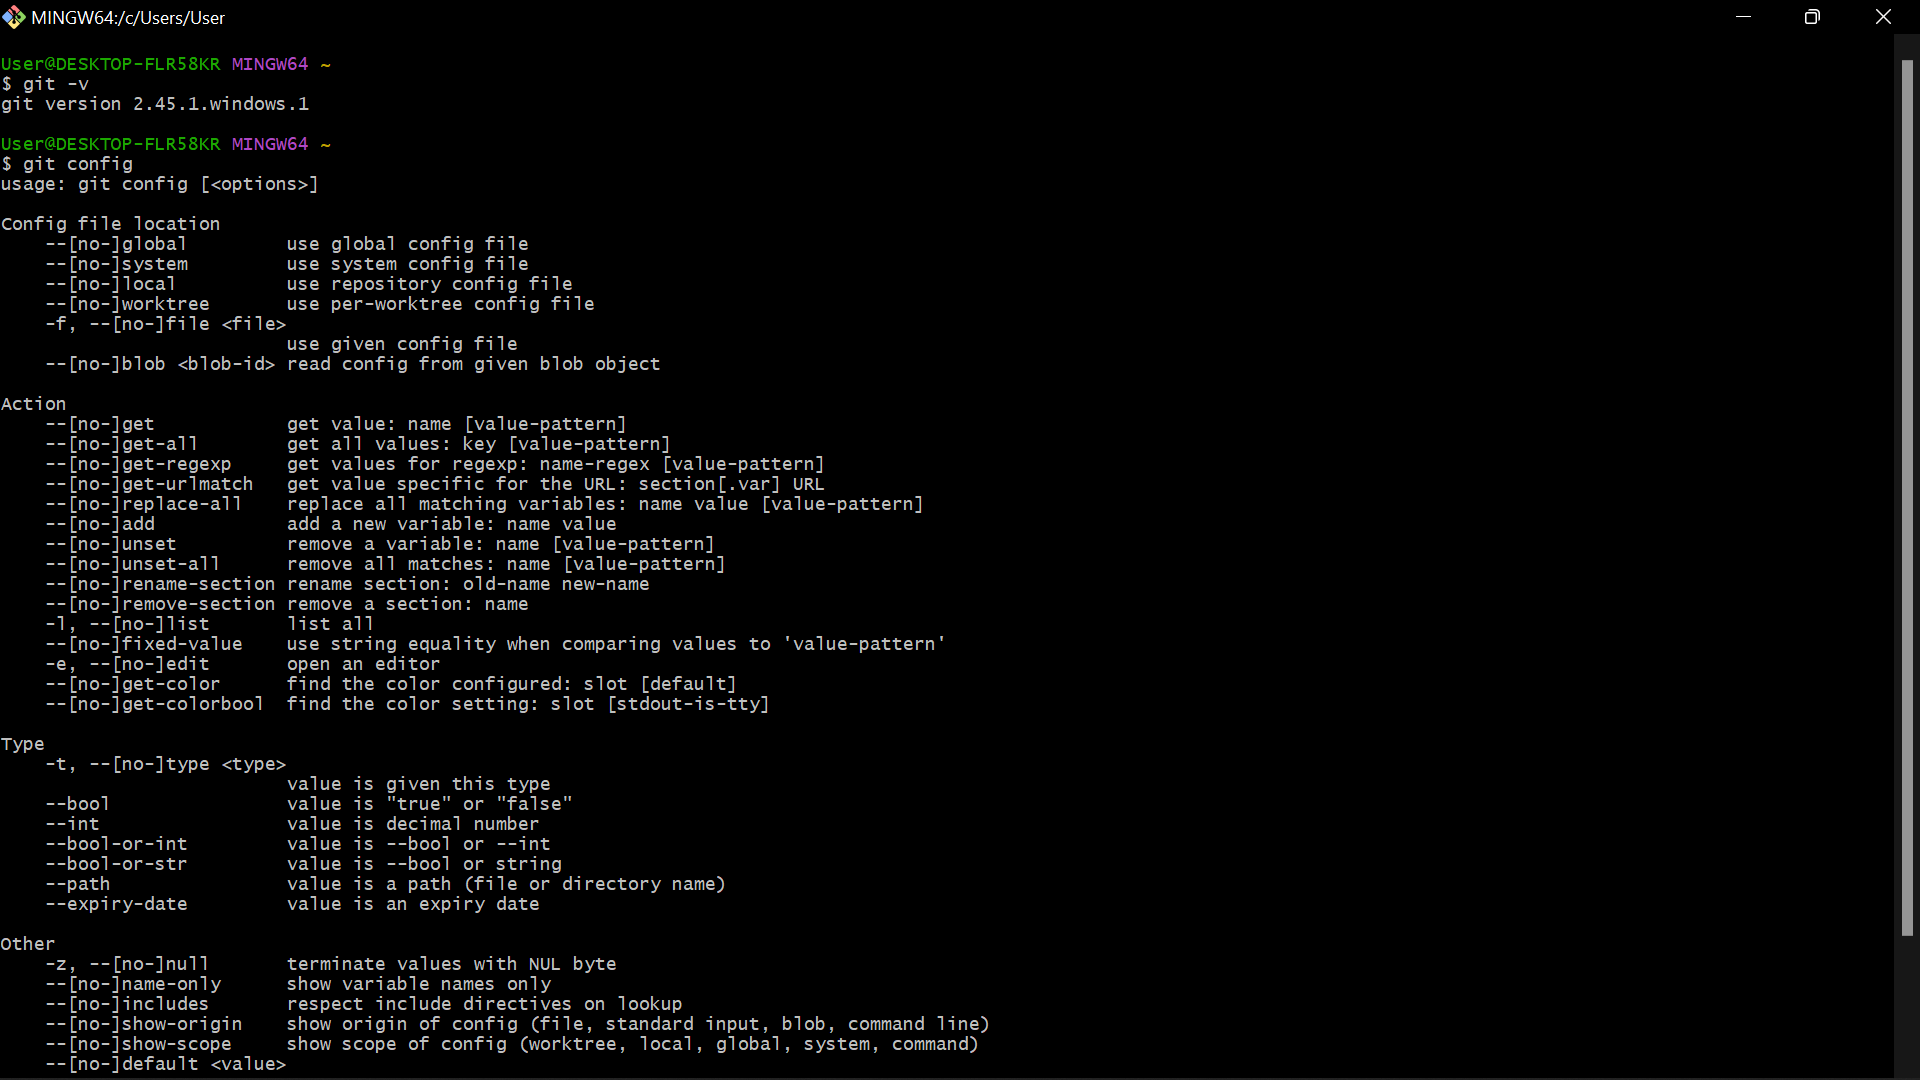 MINGW64:/c/Users/User
User@DESKTOP-FLR58KR MINGW64 ~
$ git -v
git version 2.45.1.windows.1

User@DESKTOP-FLR58KR MINGW64 ~
$ git config
usage: git config [<options>]

Config file location
    --[no-]global         use global config file
    --[no-]system         use system config file
    --[no-]local          use repository config file
    --[no-]worktree       use per-worktree config file
    -f, --[no-]file <file>
                          use given config file
    --[no-]blob <blob-id> read config from given blob object

Action
    --[no-]get            get value: name [value-pattern]
    --[no-]get-all        get all values: key [value-pattern]
    --[no-]get-regexp     get values for regexp: name-regex [value-pattern]
    --[no-]get-urlmatch   get value specific for the URL: section[.var] URL
    --[no-]replace-all    replace all matching variables: name value [value-pattern]
    --[no-]add            add a new variable: name value
    --[no-]unset          remove a variable: name [value-pattern]
    --[no-]unset-all      remove all matches: name [value-pattern]
    --[no-]rename-section rename section: old-name new-name
    --[no-]remove-section remove a section: name
    -l, --[no-]list       list all
    --[no-]fixed-value    use string equality when comparing values to 'value-pattern'
    -e, --[no-]edit       open an editor
    --[no-]get-color      find the color configured: slot [default]
    --[no-]get-colorbool  find the color setting: slot [stdout-is-tty]

Type
    -t, --[no-]type <type>
                          value is given this type
    --bool                value is "true" or "false"
    --int                 value is decimal number
    --bool-or-int         value is --bool or --int
    --bool-or-str         value is --bool or string
    --path                value is a path (file or directory name)
    --expiry-date         value is an expiry date

Other
    -z, --[no-]null       terminate values with NUL byte
    --[no-]name-only      show variable names only
    --[no-]includes       respect include directives on lookup
    --[no-]show-origin    show origin of config (file, standard input, blob, command line)
    --[no-]show-scope     show scope of config (worktree, local, global, system, command)
    --[no-]default <value>